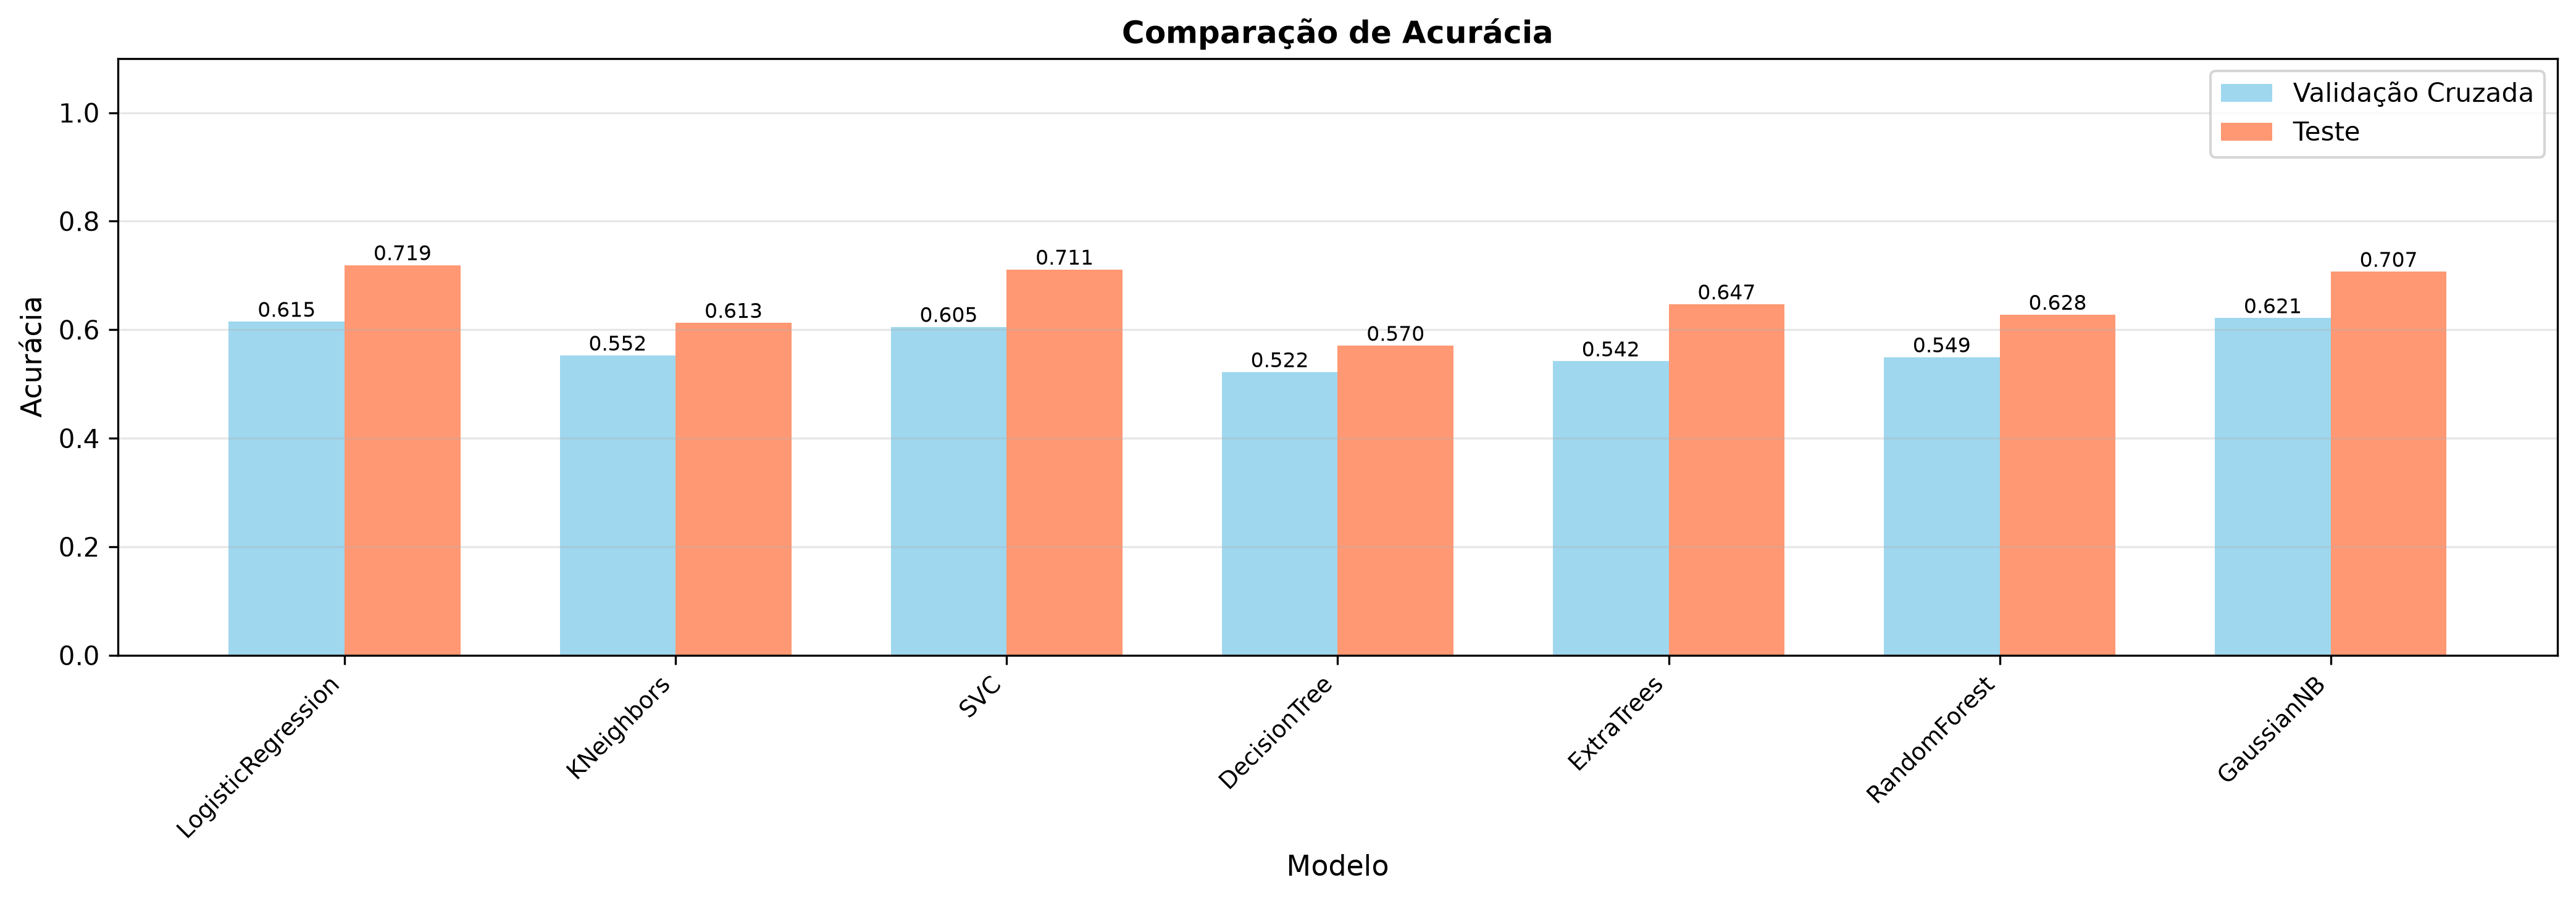 Comparação de Acurácia
Validação Cruzada
Teste
Acurácia
1.0
0.8
0.6
0.4
0.2
0.0
0.615
0.719
0.552
0.613
0.605
0.711
0.522
0.570
0.542
0.647
0.549
0.628
0.621
0.707
LogisticRegression
KNeighbors
SVC
DecisionTree
ExtraTrees
RandomForest
GaussianNB
Modelo